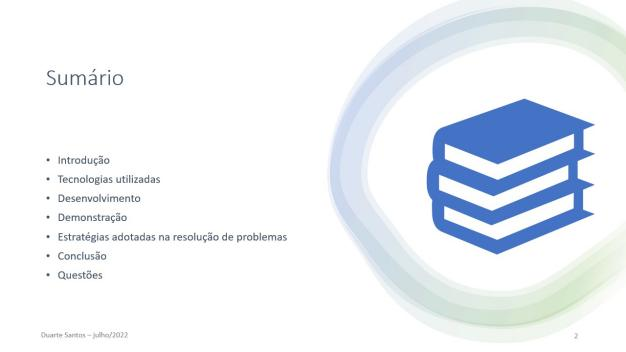 Sumário
• Introdução
• Tecnologias utilizadas
• Desenvolvimento
• Demonstração
• Estratégias adotadas na resolução de problemas
• Conclusão
• Questões
Duarte Santos – Julho/2022
2